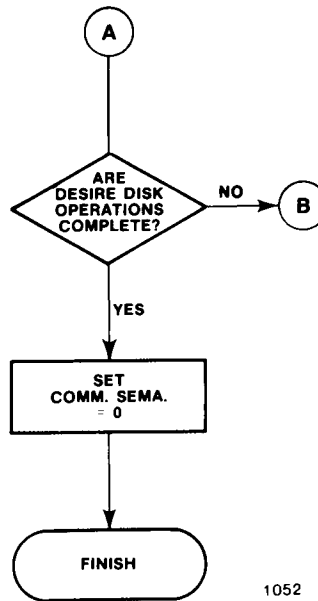 A
ARE
DESIRE DISK
OPERATIONS
COMPLETE?
NO
B
YES
SET
COMM. SEMA.
= 0
FINISH
1052